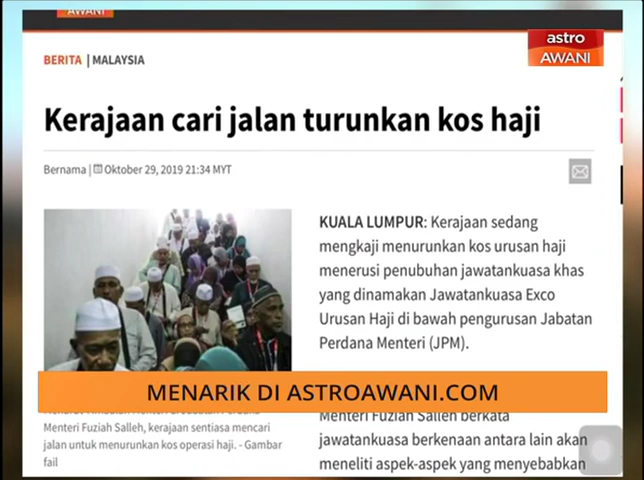 AWANI
astro
AWANI
BERITA | MALAYSIA
Kerajaan cari jalan turunkan kos haji
Bernama | Oktober 29, 2019 21:34 MYT
KUALA LUMPUR: Kerajaan sedang
mengkaji menurunkan kos urusan haji
menerusi penubuhan jawatankuasa khas
yang dinamakan Jawatankuasa Exco
Urusan Haji di bawah pengurusan Jabatan
Perdana Menteri (JPM).
MENARIK DI ASTROAWANI.COM
Menteri Fuziah Salleh, kerajaan sentiasa mencari
jalan untuk menurunkan kos operasi haji. - Gambar
fail
Menteri Fuziah Salleh berkata
jawatankuasa berkenaan antara lain akan
meneliti aspek-aspek yang menyebabkan